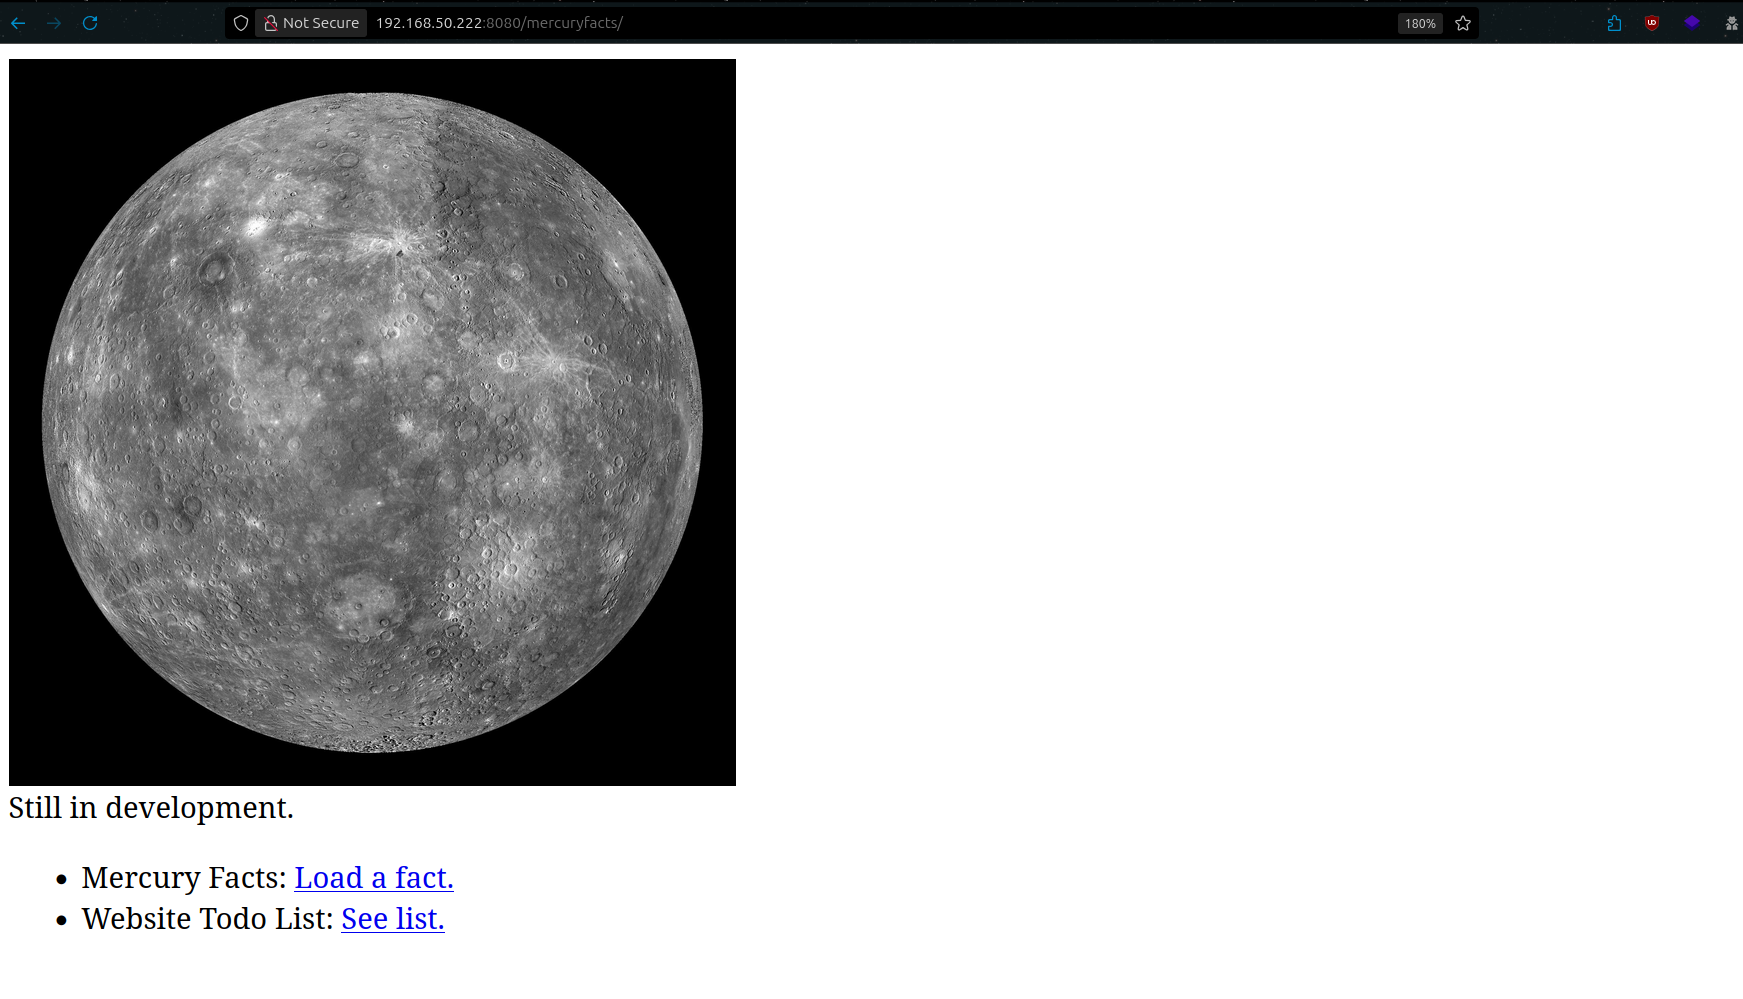 Not Secure 192.168.50.222:8080/mercuryfacts/ 180%
Still in development.
• Mercury Facts: Load a fact.
• Website Todo List: See list.